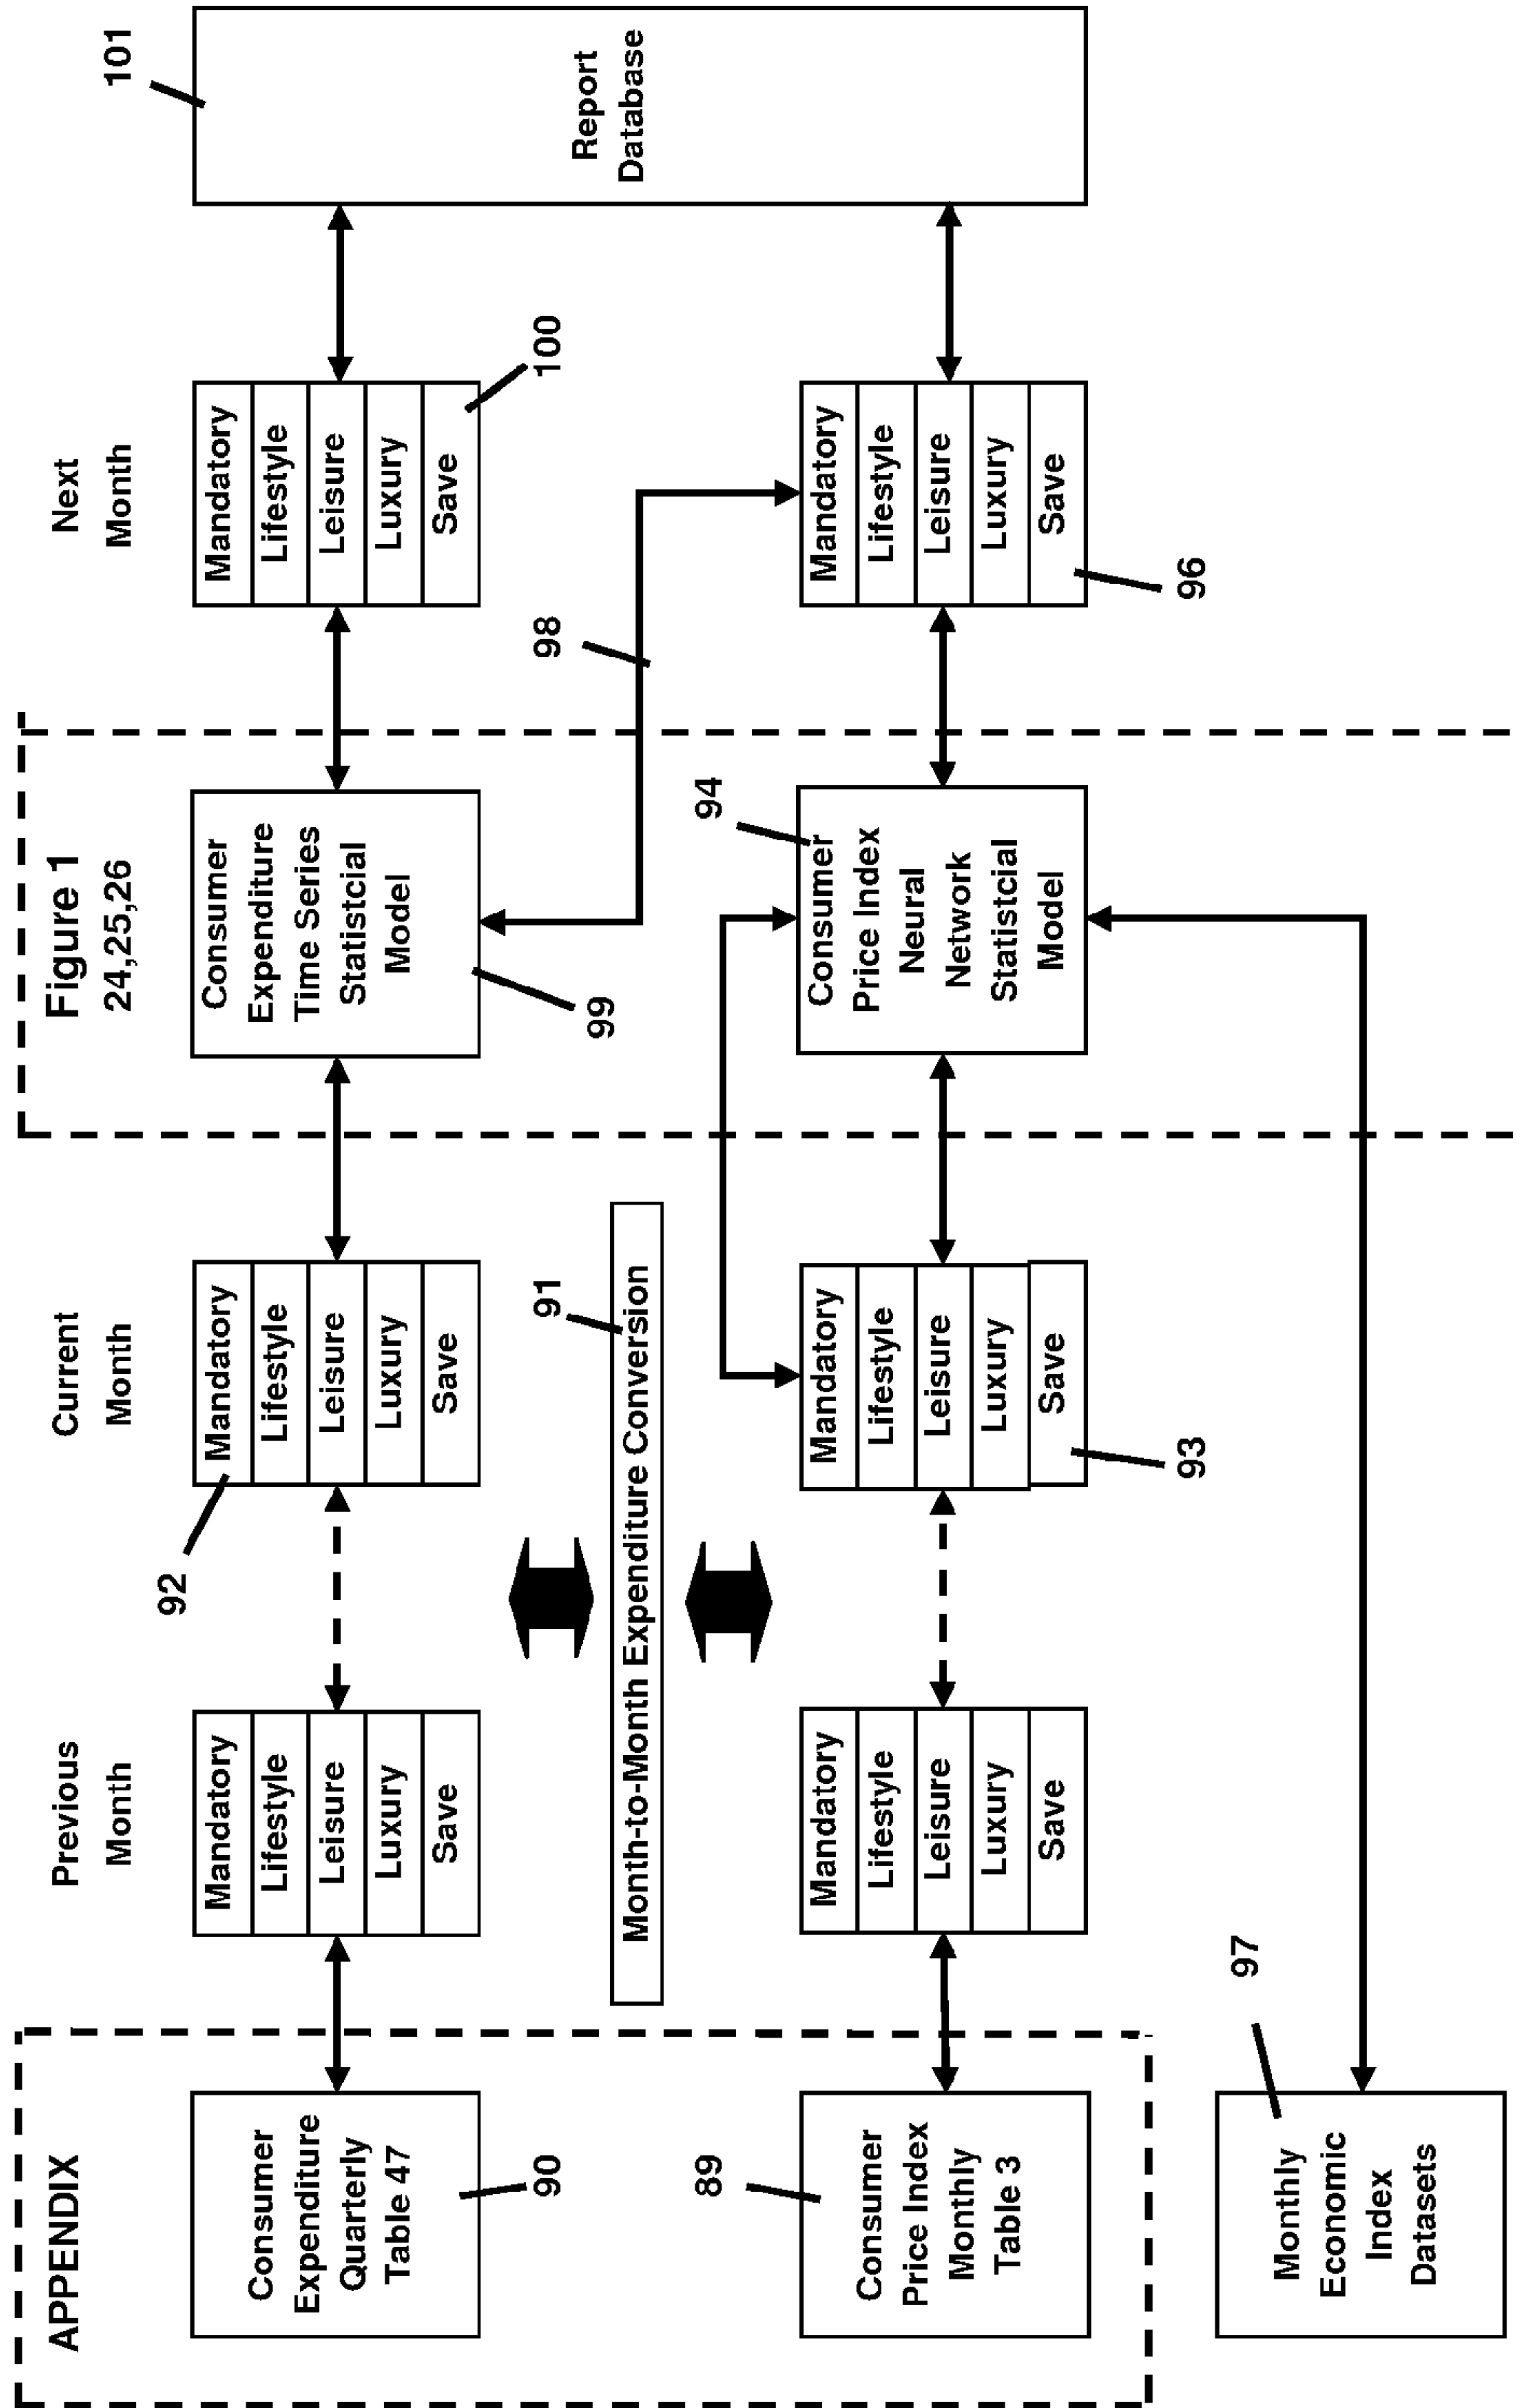 APPENDIX
Previous
Month
Current
Month
Figure 1
24,25,26
Next
Month
101
Consumer
Expenditure
Quarterly
Table 47
90
Mandatory
Lifestyle
Leisure
Luxury
Save
92
Mandatory
Lifestyle
Leisure
Luxury
Save
Consumer
Expenditure
Time Series
Statistcial
Model
99
Mandatory
Lifestyle
Leisure
Luxury
Save
100
Report
Database
91
Month-to-Month Expenditure Conversion
98
89
Consumer
Price Index
Monthly
Table 3
Mandatory
Lifestyle
Leisure
Luxury
Save
Mandatory
Lifestyle
Leisure
Luxury
Save
93
94
Consumer
Price Index
Neural
Network
Statistcial
Model
Mandatory
Lifestyle
Leisure
Luxury
Save
96
97
Monthly
Economic
Index
Datasets